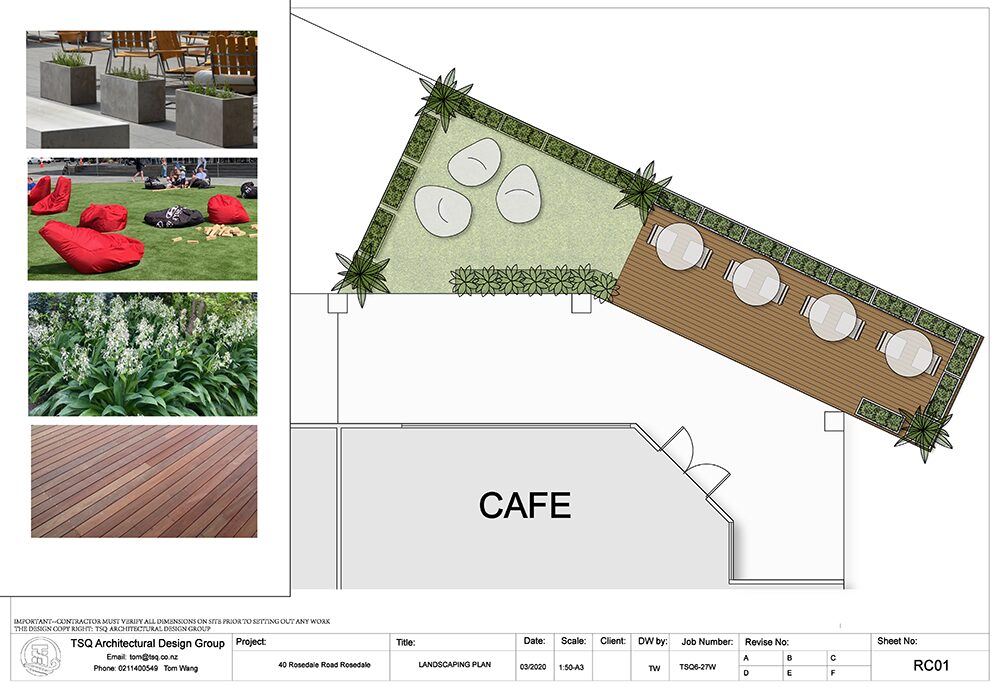 CAFE
IMPORTANT--CONTRACTOR MUST VERIFY ALL DIMENSIONS ON SITE PRIOR TO SETTING OUT ANY WORK
THE DESIGN COPY RIGHT: TSQ ARCHITECTURAL DESIGN GROUP
TSQ Architectural Design Group
Email: tom@tsq.co.nz
Phone: 0211400549 Tom Wang
Project:
40 Rosedale Road Rosedale
Title:
LANDSCAPING PLAN
Date:
03/2020
Scale:
1:50-A3
Client:
DW by:
TW
Job Number:
TSQ6-27W
Revise No:
A B C
D E F
Sheet No:
RC01